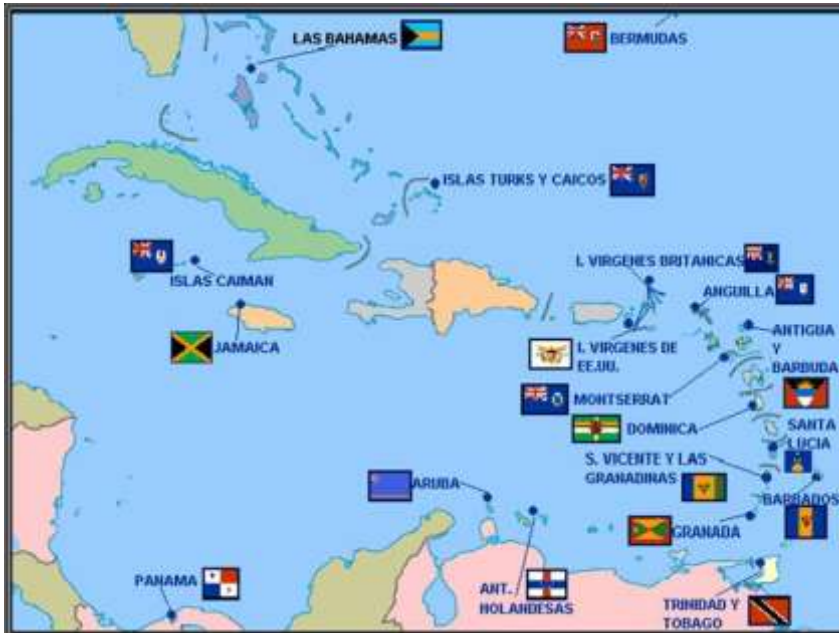 LAS BAHAMAS
BERMUDAS
ISLAS TURKS Y CAICOS
I. VIRGENES BRITANICAS
ISLAS CAIMAN
ANGUILLA
JAMAICA
I. VIRGENES DE
EE.UU.
ANTIGUA
Y
BARBUDA
MONTSERRAT
DOMINICA
SANTA
LUCIA
S. VICENTE Y LAS
GRANADINAS
ARUBA
BARBADOS
GRANADA
PANAMA
ANT.
HOLANDESAS
TRINIDAD Y
TOBAGO